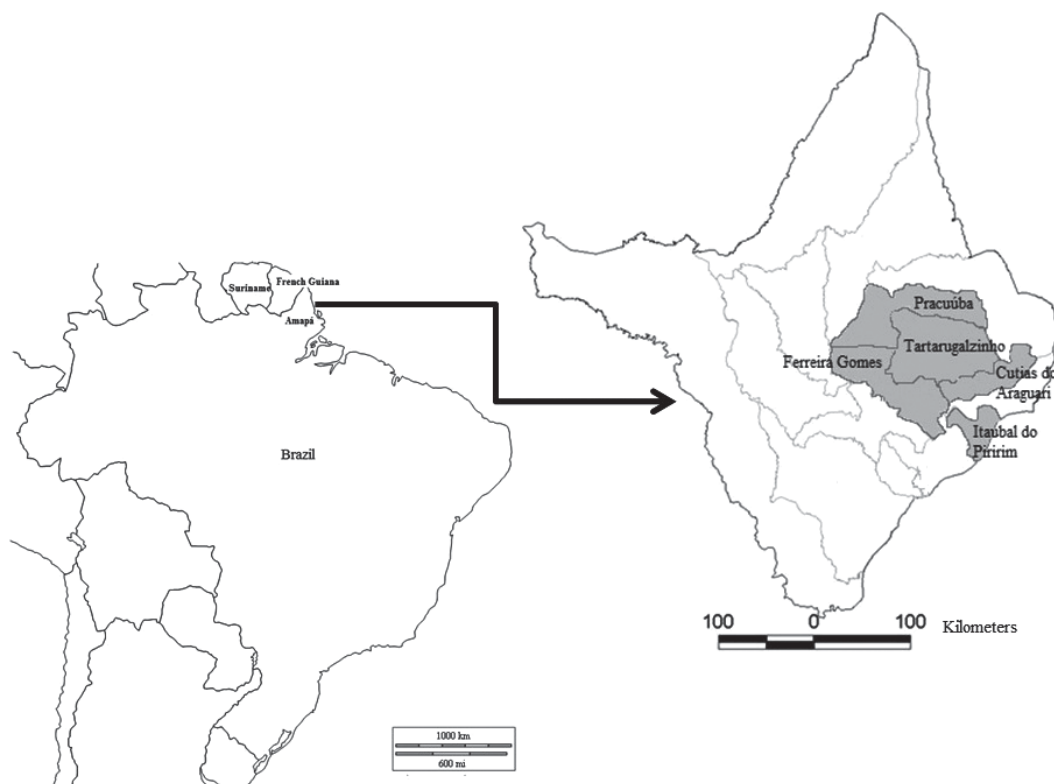 Suríname
French Guiana
Amapá
Brazil
1000 km
600 mi
Pracuúba
Tartarugalzinho
Ferreira Gomes
Cutias do
Araguari
Itaubal do
Piririm
100 0 100
Kilometers